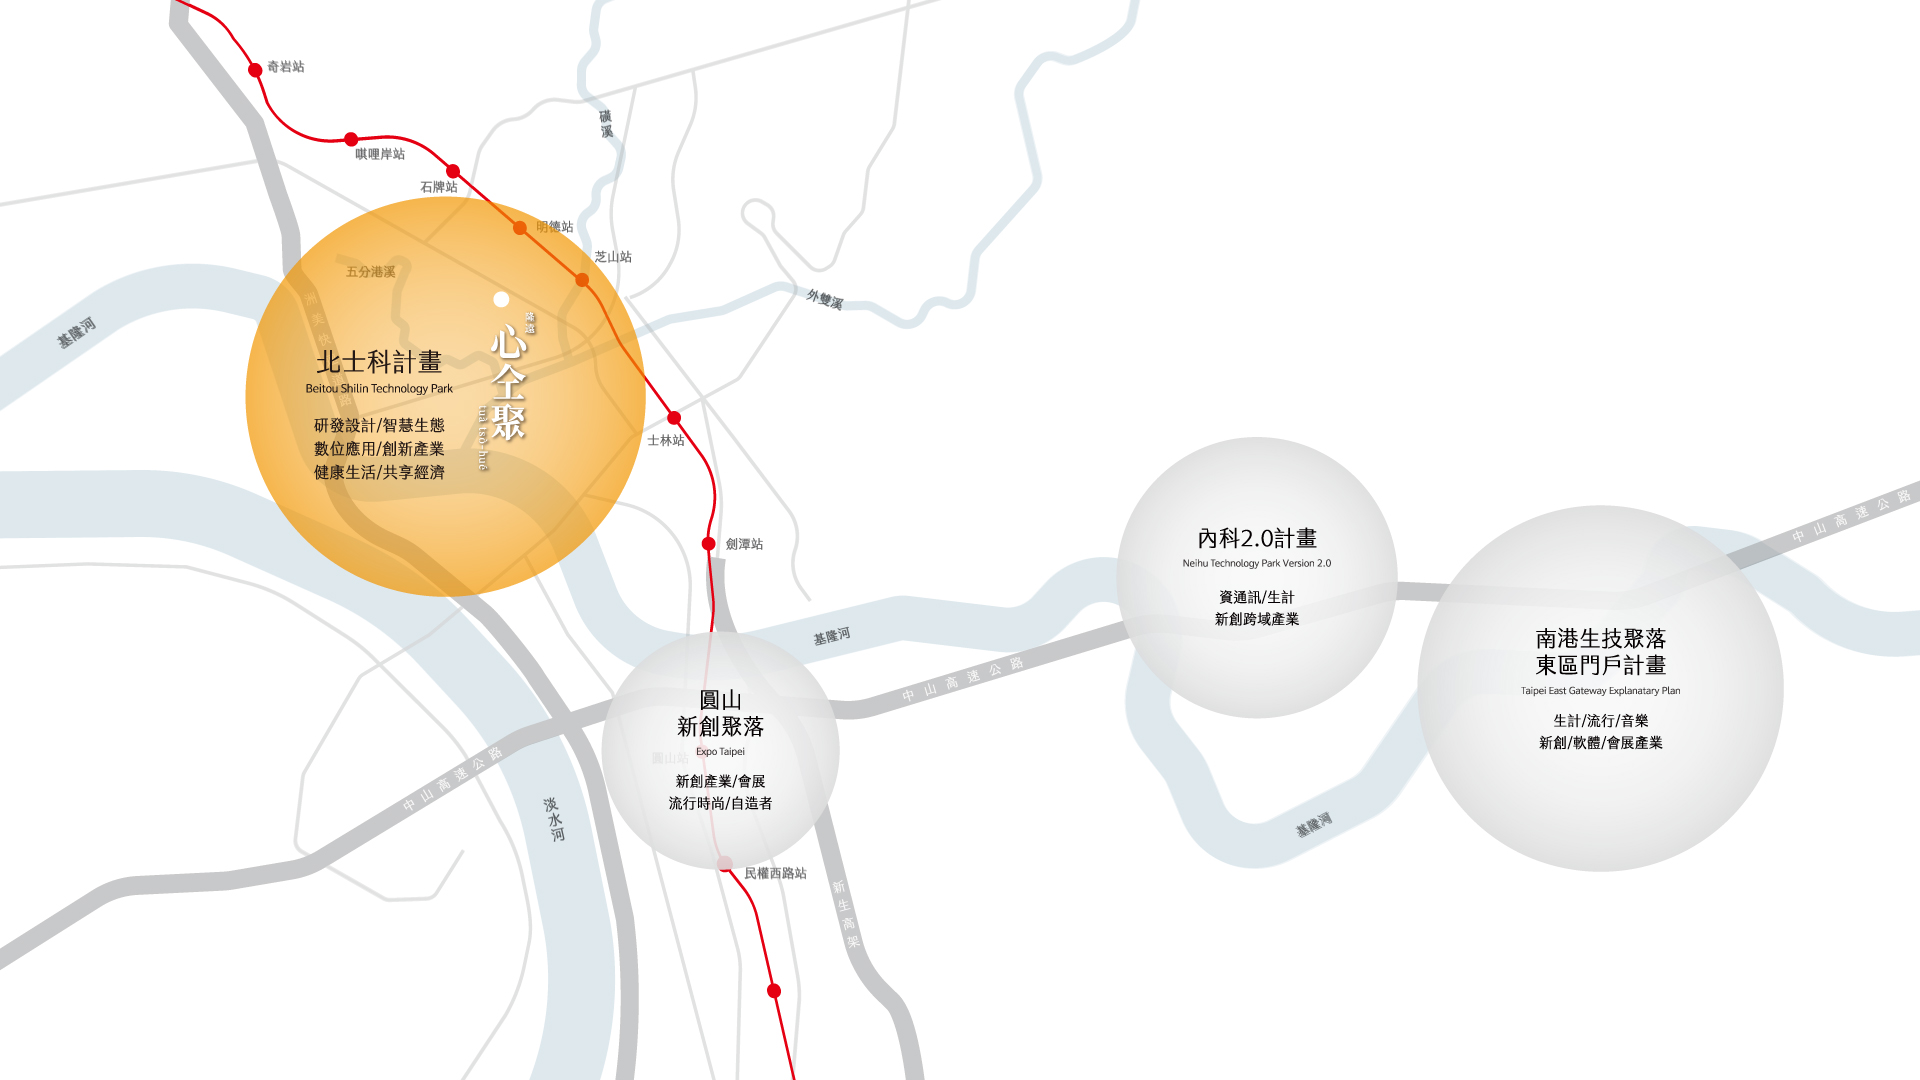 奇岩站
唭哩岸站
石牌站
明德站
芝山站
磺溪
外雙溪
五分港溪
基隆河
北士科計畫
Beitou Shilin Technology Park
研發設計/智慧生態
數位應用/創新產業
健康生活/共享經濟
心仝聚
士林站
劍潭站
基隆河
中山高速公路
中山高速公路
淡水河
圓山
新創聚落
Expo Taipei
圓山站
新創產業/會展
流行時尚/自造者
民權西路站
新生高架
內科2.0計畫
Neihu Technology Park Version 2.0
資通訊/生計
新創跨域產業
基隆河
南港生技聚落
東區門戶計畫
Taipei East Gateway Explanatary Plan
生計/流行/音樂
新創/軟體/會展產業
中山高速公路